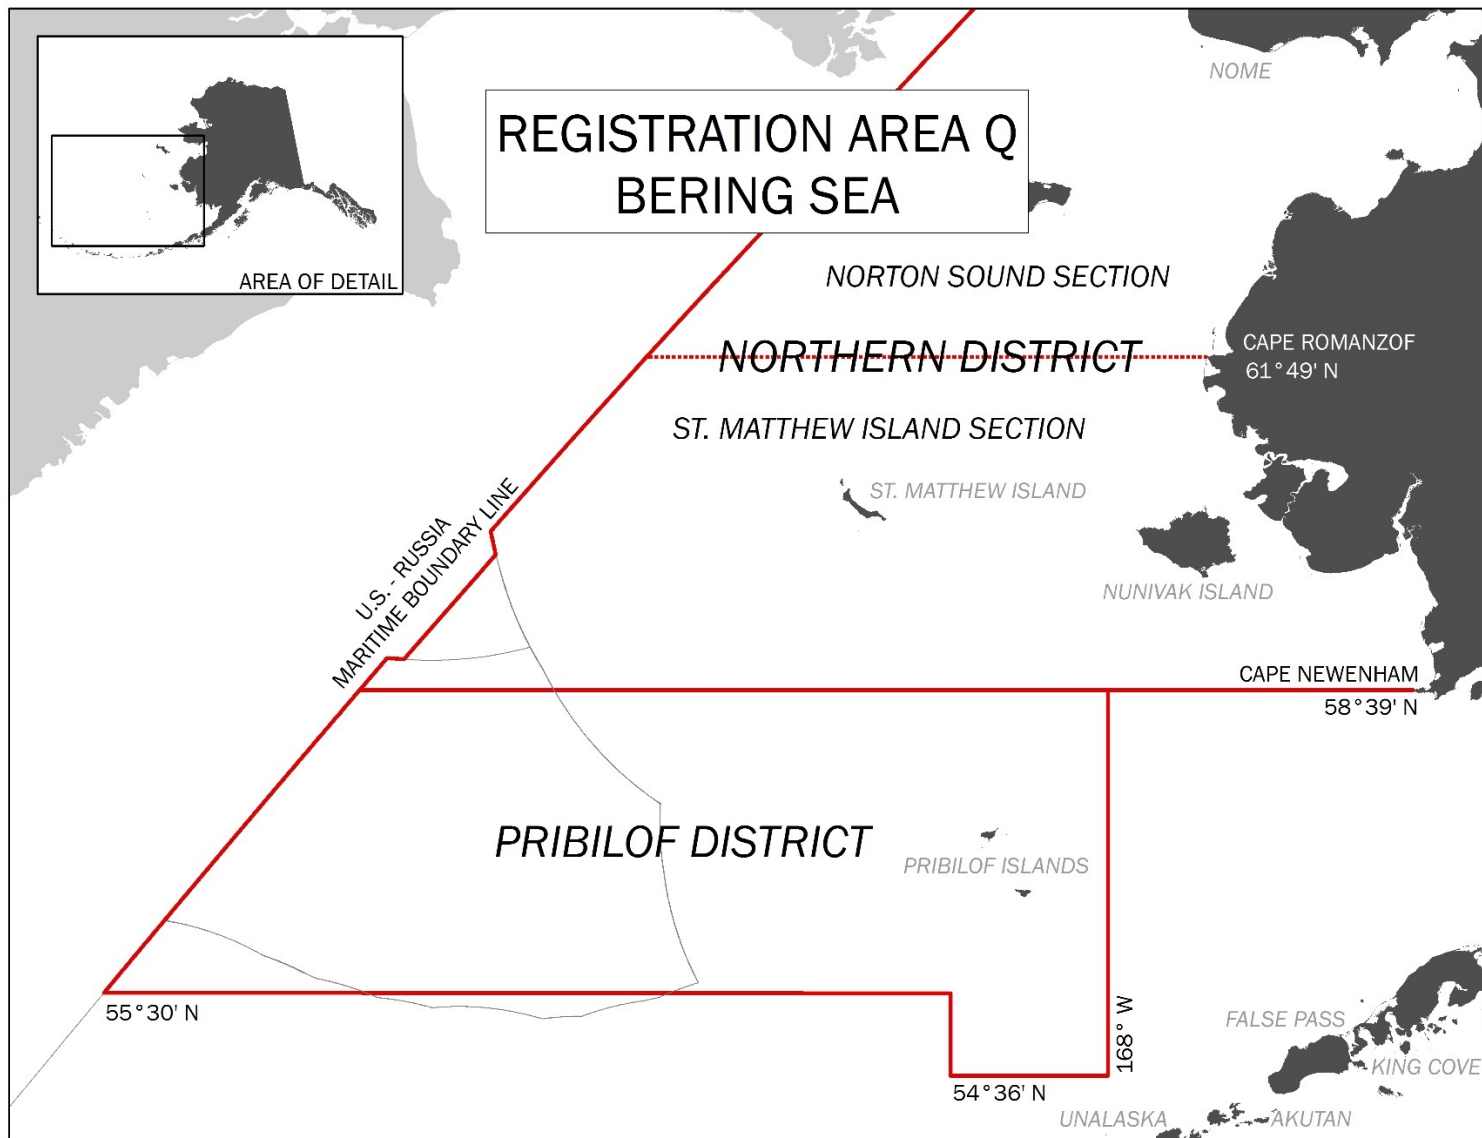 NOME
REGISTRATION AREA Q
BERING SEA
AREA OF DETAIL
NORTON SOUND SECTION
NORTHERN DISTRICT
CAPE ROMANZOF
61°49' N
ST. MATTHEW ISLAND SECTION
ST. MATTHEW ISLAND
U.S. - RUSSIA
MARITIME BOUNDARY LINE
NUNIVAK ISLAND
CAPE NEWENHAM
58°39' N
PRIBILOF DISTRICT
PRIBILOF ISLANDS
55°30' N
168° W
FALSE PASS
KING COVE
54°36' N
UNALASKA
AKUTAN